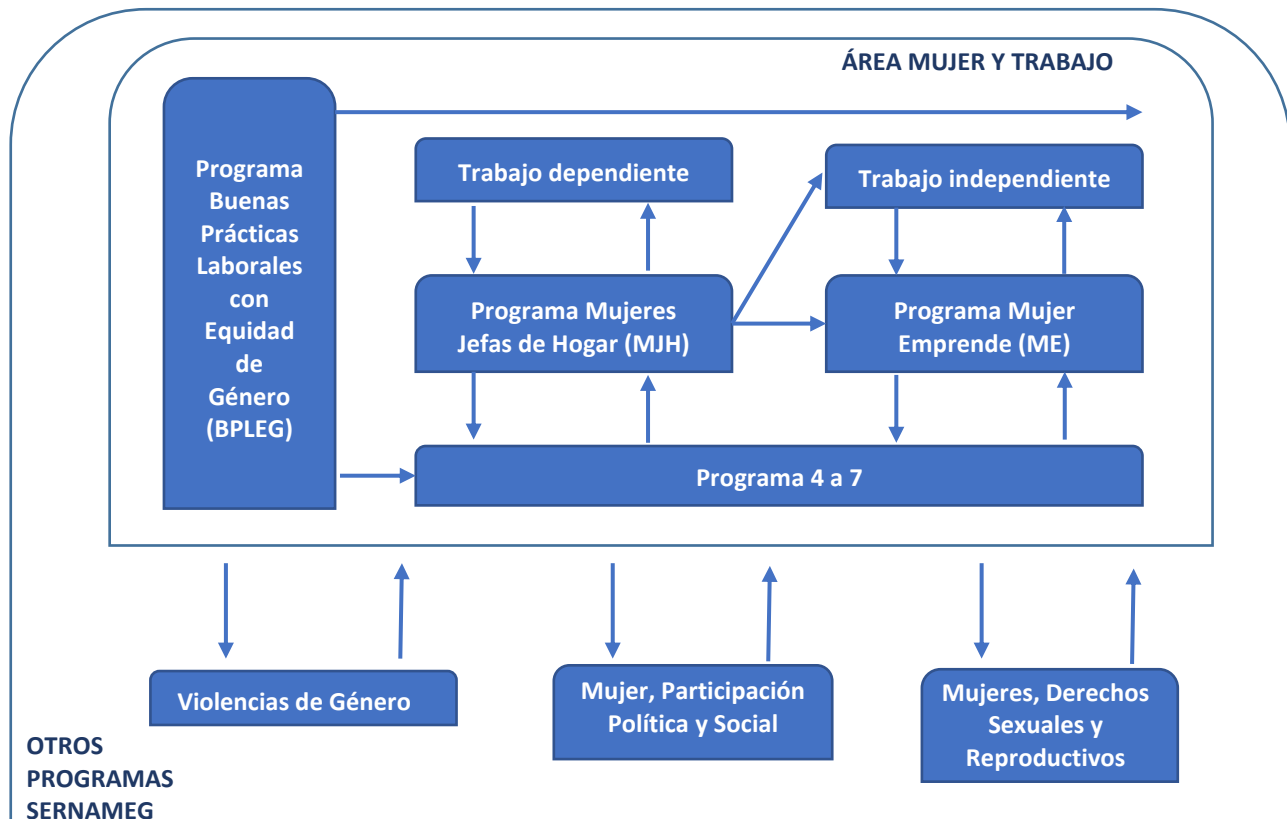 ÁREA MUJER Y TRABAJO
Programa
Buenas
Prácticas
Laborales
con
Equidad
de
Género
(BPLEG)
Trabajo dependiente
Trabajo independiente
Programa Mujeres
Jefas de Hogar (MJH)
Programa Mujer
Emprende (ME)
Programa 4 a 7
Violencias de Género
Mujer, Participación
Política y Social
Mujeres, Derechos
Sexuales y
Reproductivos
OTROS
PROGRAMAS
SERNAMEG